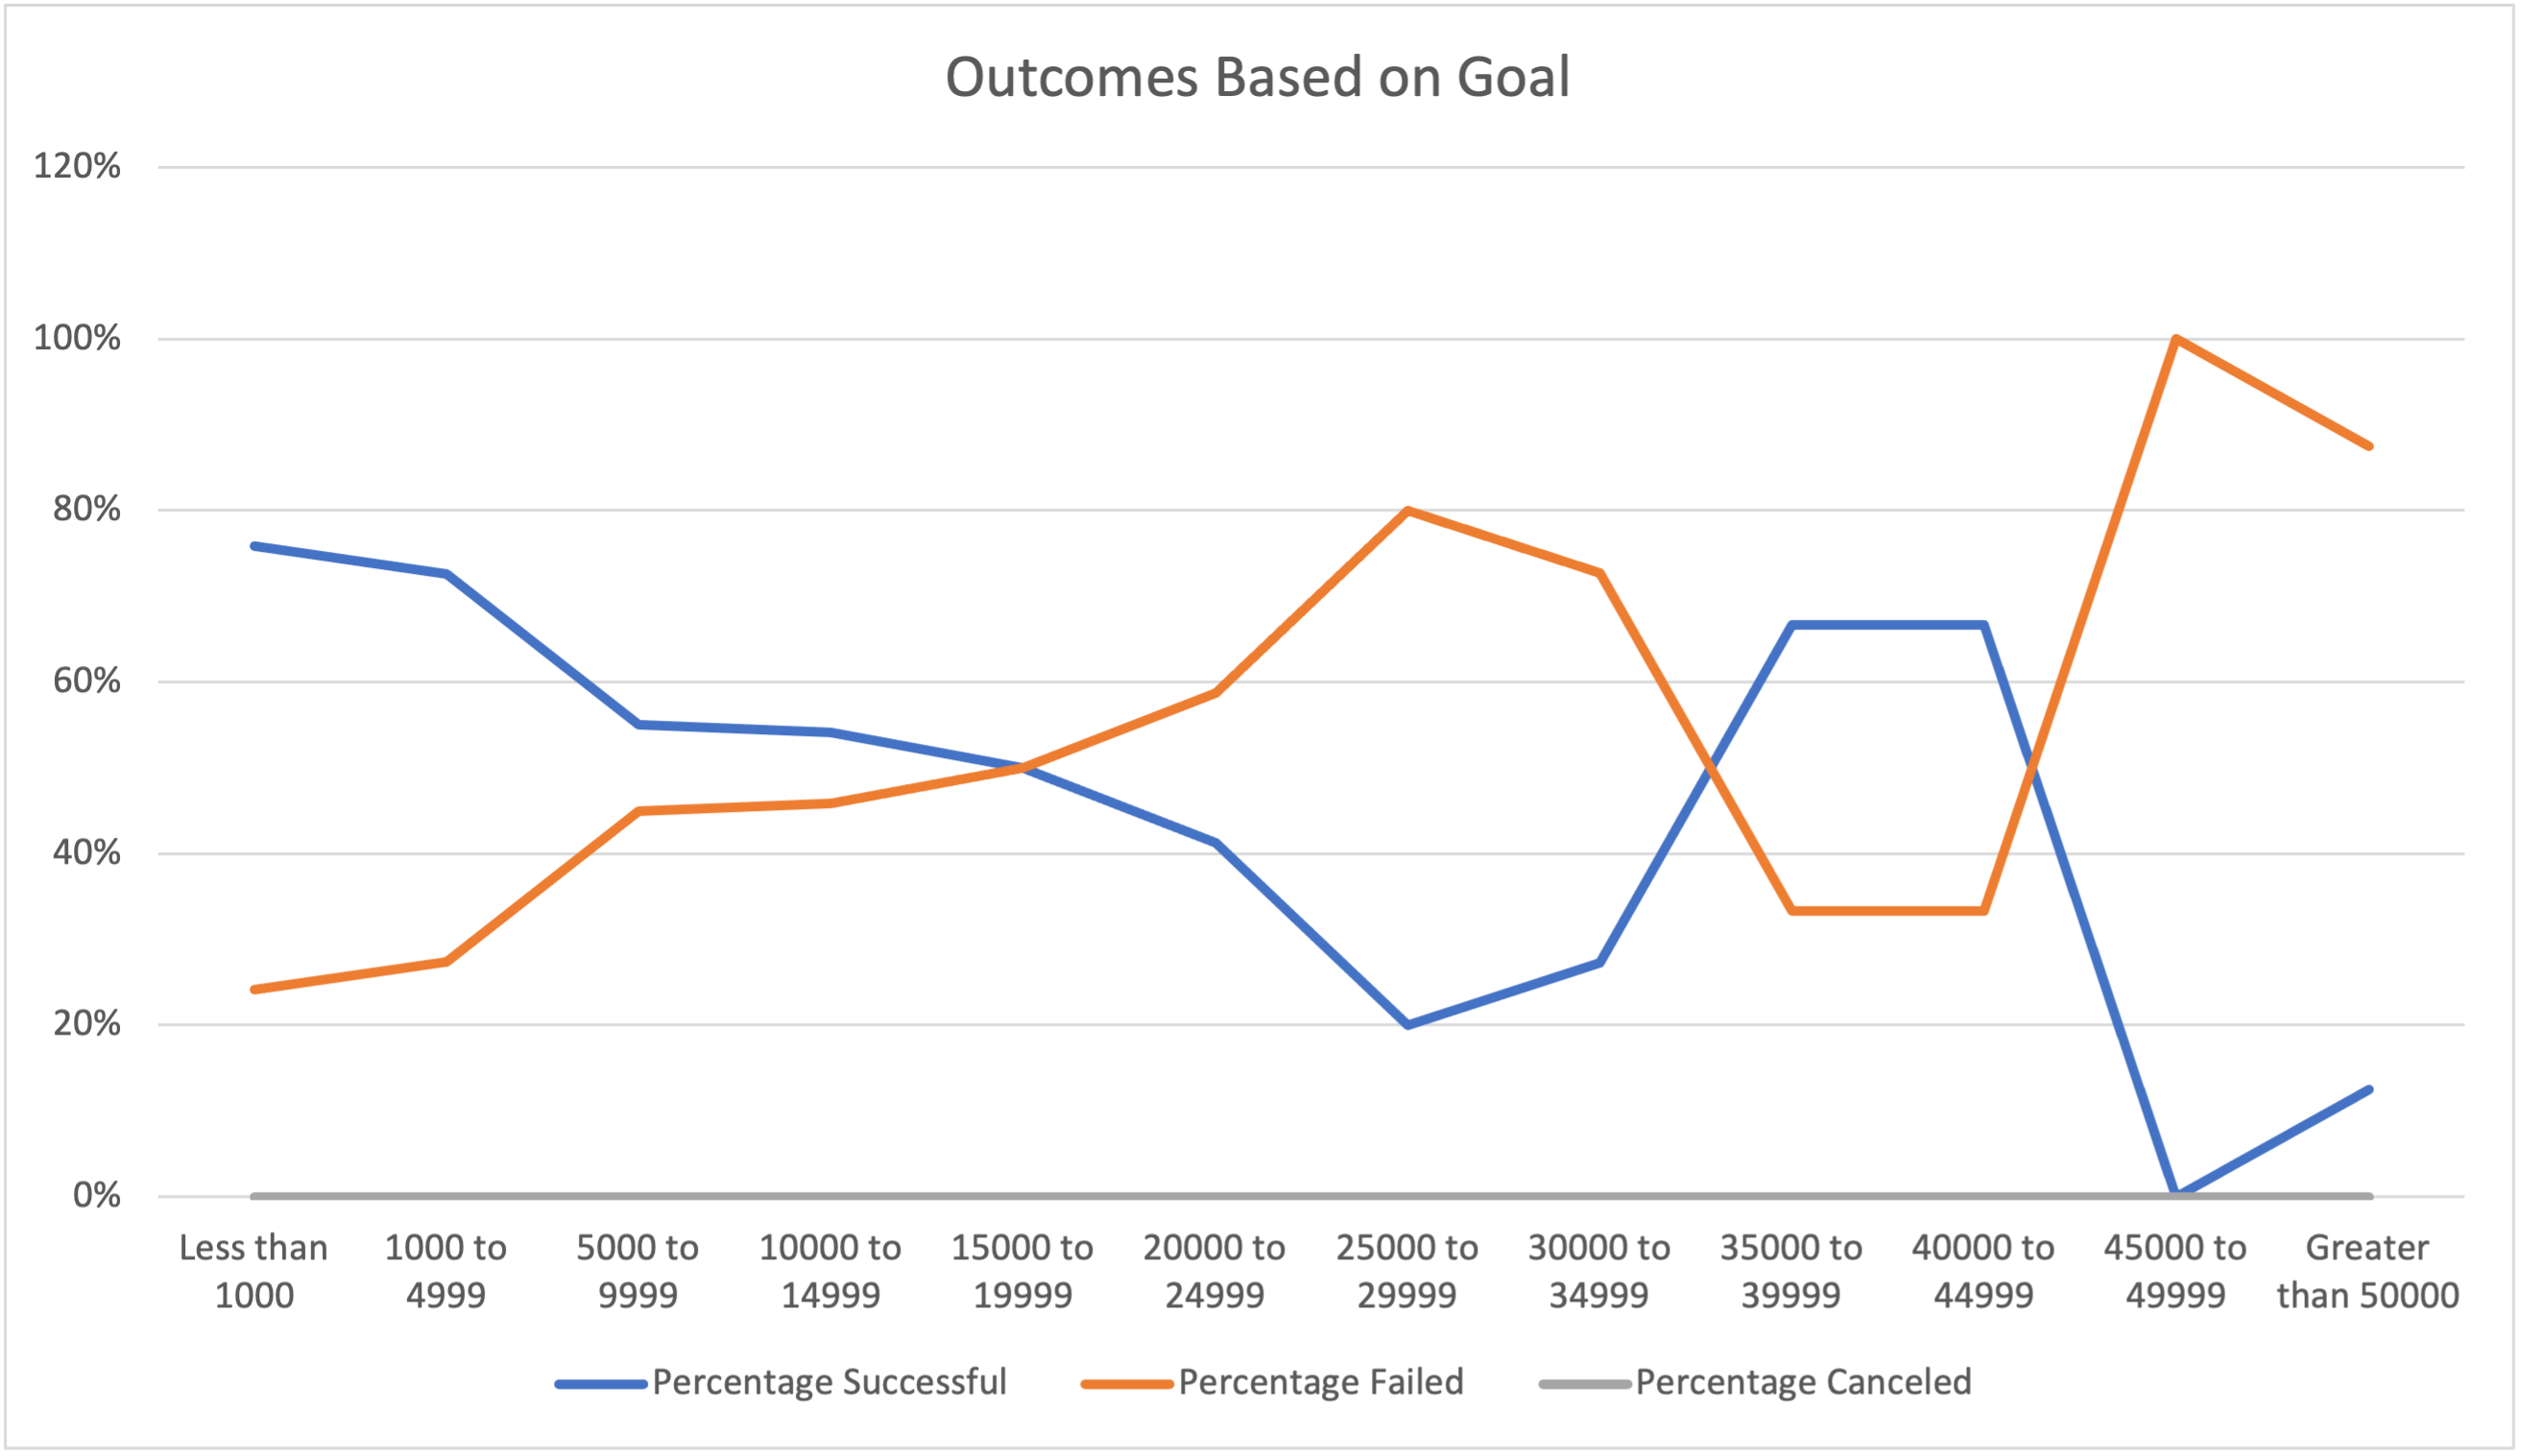 Outcomes Based on Goal
120%
100%
80%
60%
40%
20%
0%
Less than
1000
1000 to
4999
5000 to
9999
10000 to
14999
15000 to
19999
20000 to
24999
25000 to
29999
30000 to
34999
35000 to
39999
40000 to
44999
45000 to
49999
Greater
than 50000
Percentage Successful
Percentage Failed
Percentage Canceled